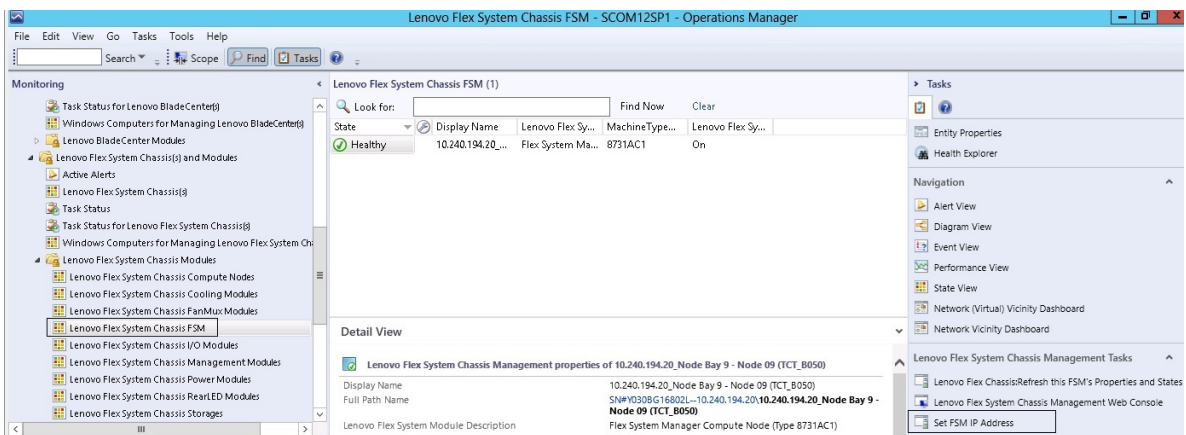 Lenovo Flex System Chassis FSM - SCOM12SP1 - Operations Manager
File Edit View Go Tasks Tools Help
Search Scope Find Tasks
Monitoring
Task Status for Lenovo BladeCenter(s)
Windows Computers for Managing Lenovo BladeCenter(s)
Lenovo BladeCenter Modules
Lenovo Flex System Chassis(s) and Modules
Active Alerts
Lenovo Flex System Chassis(s)
Task Status
Task Status for Lenovo Flex System Chassis(s)
Windows Computers for Managing Lenovo Flex System Ch
Lenovo Flex System Chassis Modules
Lenovo Flex System Chassis Compute Nodes
Lenovo Flex System Chassis Cooling Modules
Lenovo Flex System Chassis FanMux Modules
Lenovo Flex System Chassis FSM
Lenovo Flex System Chassis I/O Modules
Lenovo Flex System Chassis Management Modules
Lenovo Flex System Chassis Power Modules
Lenovo Flex System Chassis RearLED Modules
Lenovo Flex System Chassis Storages
Lenovo Flex System Chassis FSM (1)
Look for: Find Now Clear
State Display Name Lenovo Flex Sy... MachineType... Lenovo Flex Sy...
Healthy 10.240.194.20_... Flex System Ma... 8731AC1 On
Detail View
Lenovo Flex System Chassis Management properties of 10.240.194.20_Node Bay 9 - Node 09 (TCT_B050)
Display Name 10.240.194.20_Node Bay 9 - Node 09 (TCT_B050)
Full Path Name SN#Y030BG16802L--10.240.194.20\10.240.194.20_Node Bay 9 -
Node 09 (TCT_B050)
Lenovo Flex System Module Description Flex System Manager Compute Node (Type 8731AC1)
Tasks
Entity Properties
Health Explorer
Navigation
Alert View
Diagram View
Event View
Performance View
State View
Network (Virtual) Vicinity Dashboard
Network Vicinity Dashboard
Lenovo Flex System Chassis Management Tasks
Lenovo Flex Chassis:Refresh this FSM's Properties and States
Lenovo Flex System Chassis Management Web Console
Set FSM IP Address